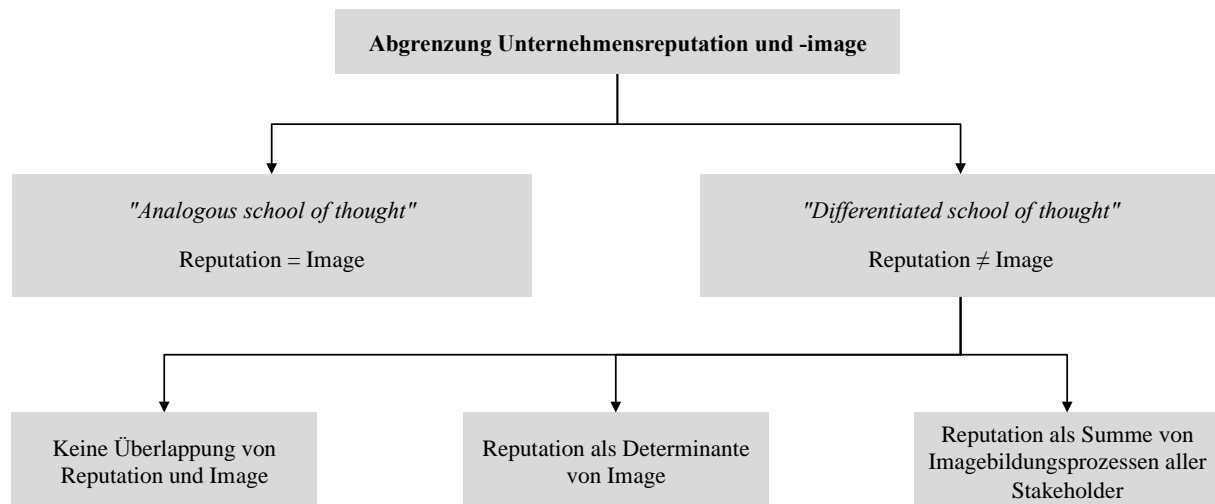 Abgrenzung Unternehmensreputation und -image
"Analogous school of thought"
Reputation = Image
"Differentiated school of thought"
Reputation ≠ Image
Keine Überlappung von
Reputation und Image
Reputation als Determinante
von Image
Reputation als Summe von
Imagebildungsprozessen aller
Stakeholder